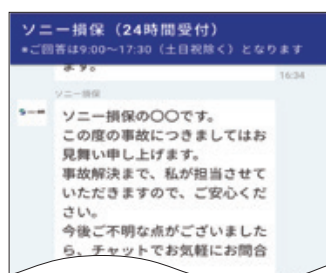 ソニー損保（24時間受付）
*ご回答は9:00～17:30（土日祝除く）となります
ます。
16:34
ソニー損保
ソニー損保の〇〇です。
この度の事故につきましてはお
見舞い申し上げます。
事故解決まで、私が担当させて
いただきますので、ご安心くだ
さい。
今後ご不明な点がございました
ら、チャットでお気軽にお問合